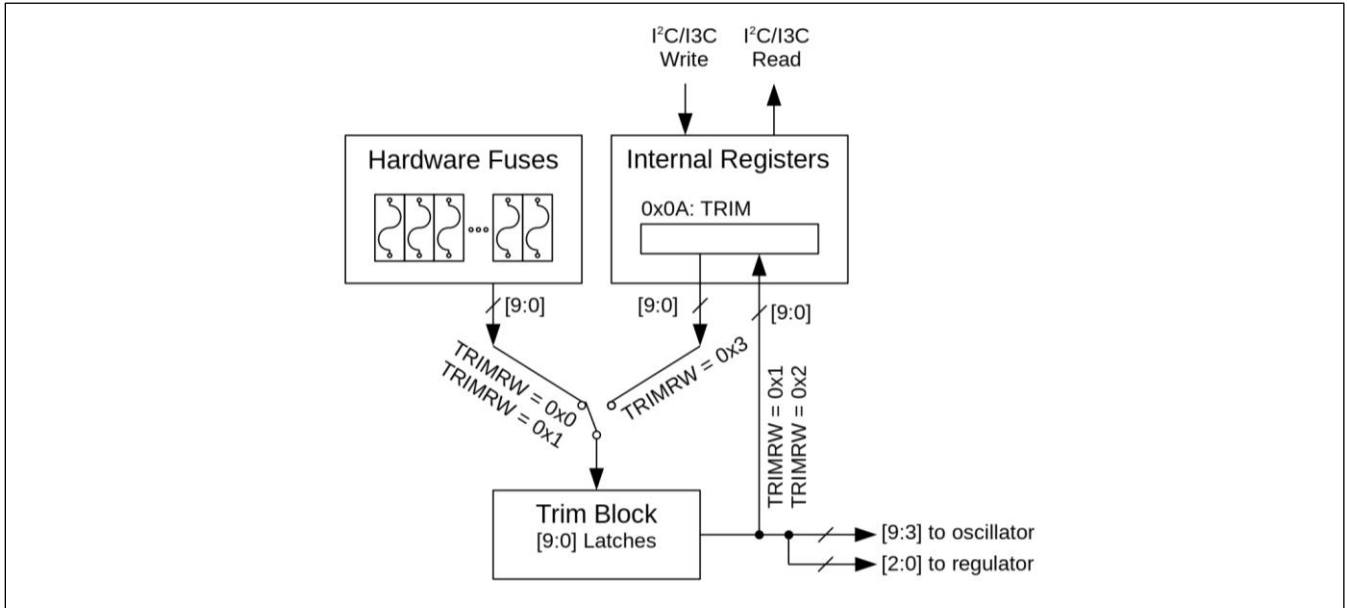 I²C/I3C
Write
I²C/I3C
Read
Hardware Fuses
Internal Registers
0x0A: TRIM
[9:0]
[9:0]
[9:0]
TRIMRW = 0x0
TRIMRW = 0x1
TRIMRW = 0x3
TRIMRW = 0x1
TRIMRW = 0x2
Trim Block
[9:0] Latches
[9:3] to oscillator
[2:0] to regulator